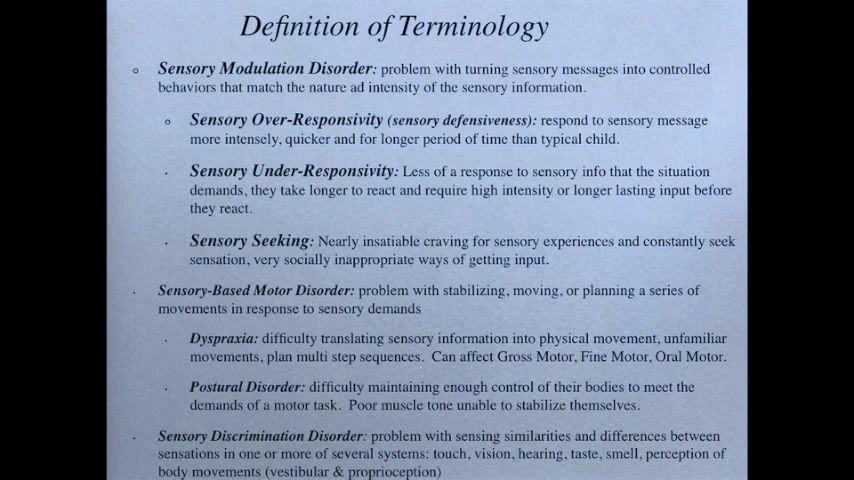 Definition of Terminology
Sensory Modulation Disorder: problem with turning sensory messages into controlled
behaviors that match the nature ad intensity of the sensory information.
Sensory Over-Responsivity (sensory defensiveness): respond to sensory message
more intensely, quicker and for longer period of time than typical child.
Sensory Under-Responsivity: Less of a response to sensory info that the situation
demands, they take longer to react and require high intensity or longer lasting input before
they react.
Sensory Seeking: Nearly insatiable craving for sensory experiences and constantly seek
sensation, very socially inappropriate ways of getting input.
Sensory-Based Motor Disorder: problem with stabilizing, moving, or planning a series of
movements in response to sensory demands
Dyspraxia: difficulty translating sensory information into physical movement, unfamiliar
movements, plan multi step sequences. Can affect Gross Motor, Fine Motor, Oral Motor.
Postural Disorder: difficulty maintaining enough control of their bodies to meet the
demands of a motor task. Poor muscle tone unable to stabilize themselves.
Sensory Discrimination Disorder: problem with sensing similarities and differences between
sensations in one or more of several systems: touch, vision, hearing, taste, smell, perception of
body movements (vestibular & proprioception)